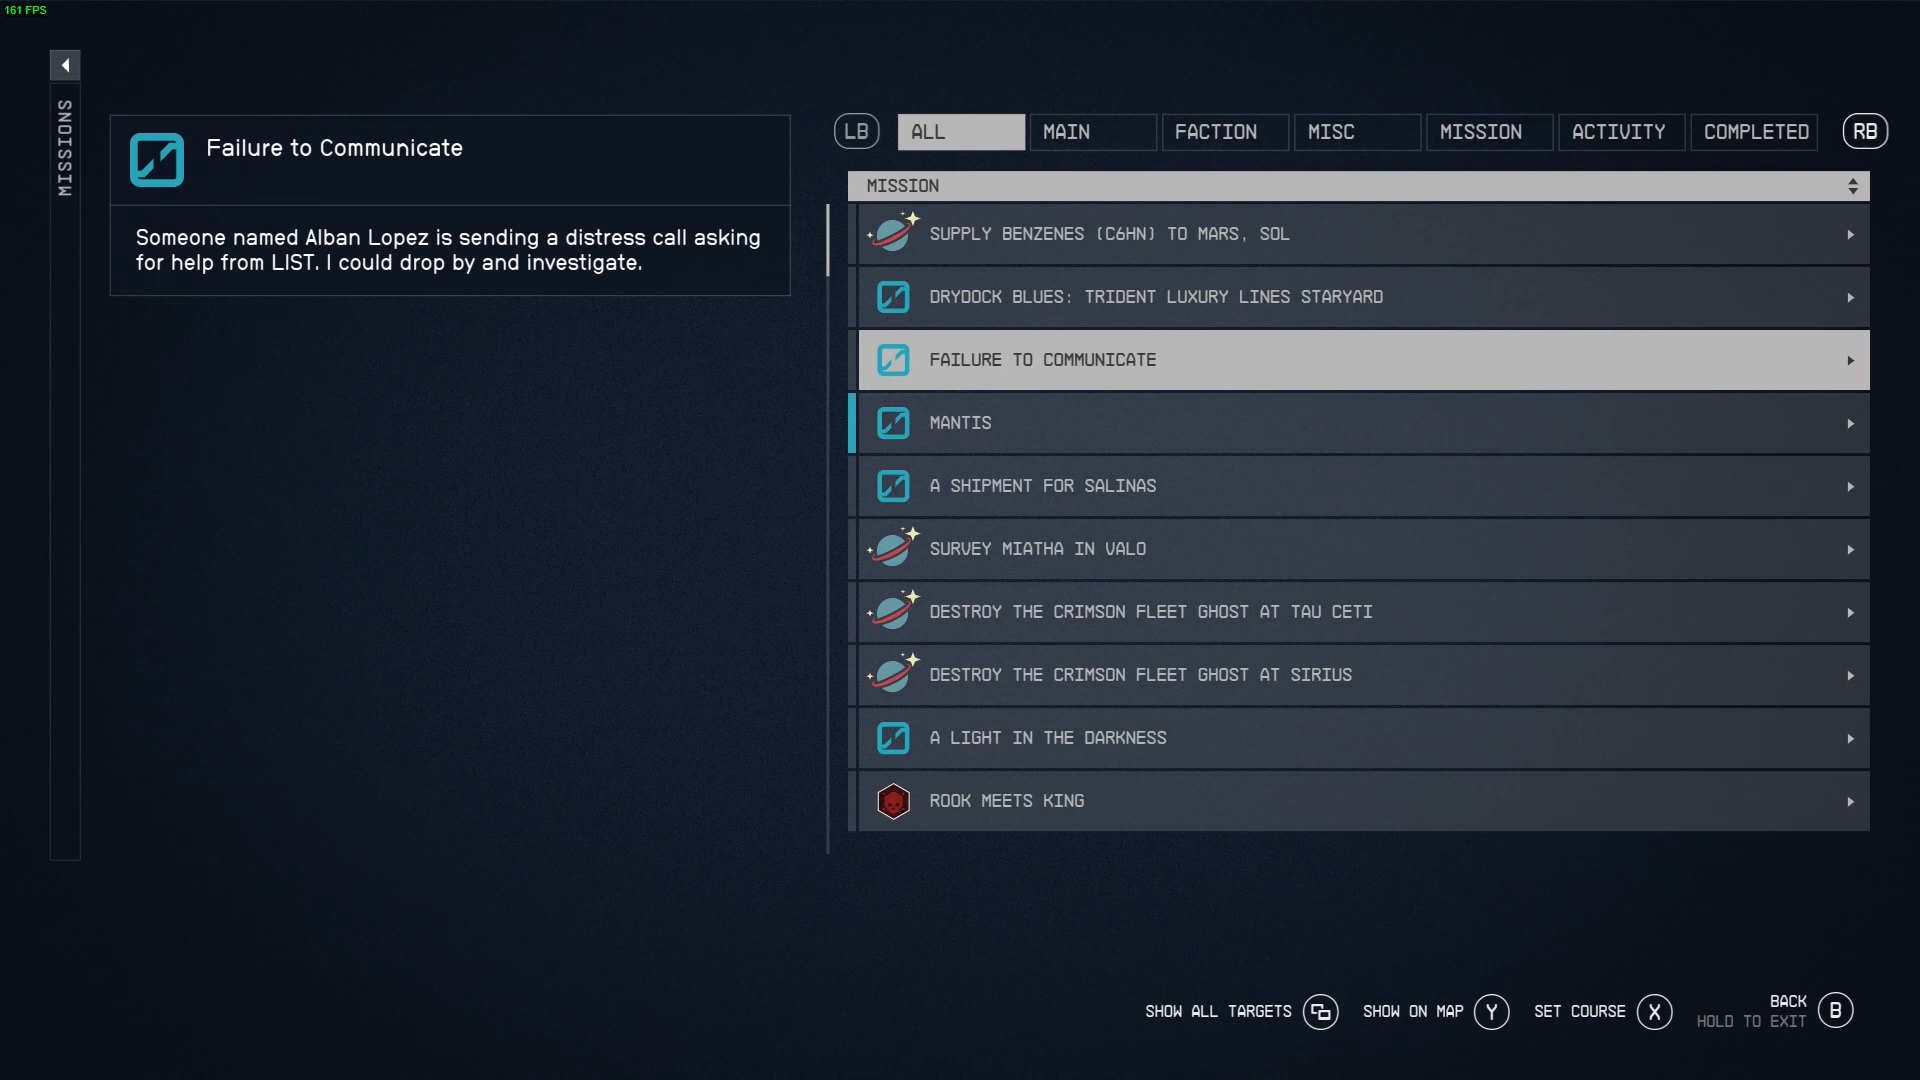 161 FPS
MISSIONS
Failure to Communicate
Someone named Alban Lopez is sending a distress call asking
for help from LIST. I could drop by and investigate.
LB ALL MAIN FACTION MISC MISSION ACTIVITY COMPLETED RB
MISSION
SUPPLY BENZENES (C6HN) TO MARS, SOL
DRYDOCK BLUES: TRIDENT LUXURY LINES STARYARD
FAILURE TO COMMUNICATE
MANTIS
A SHIPMENT FOR SALINAS
SURVEY MIATHA IN VALO
DESTROY THE CRIMSON FLEET GHOST AT TAU CETI
DESTROY THE CRIMSON FLEET GHOST AT SIRIUS
A LIGHT IN THE DARKNESS
ROOK MEETS KING
SHOW ALL TARGETS SHOW ON MAP Y SET COURSE X BACK B
HOLD TO EXIT